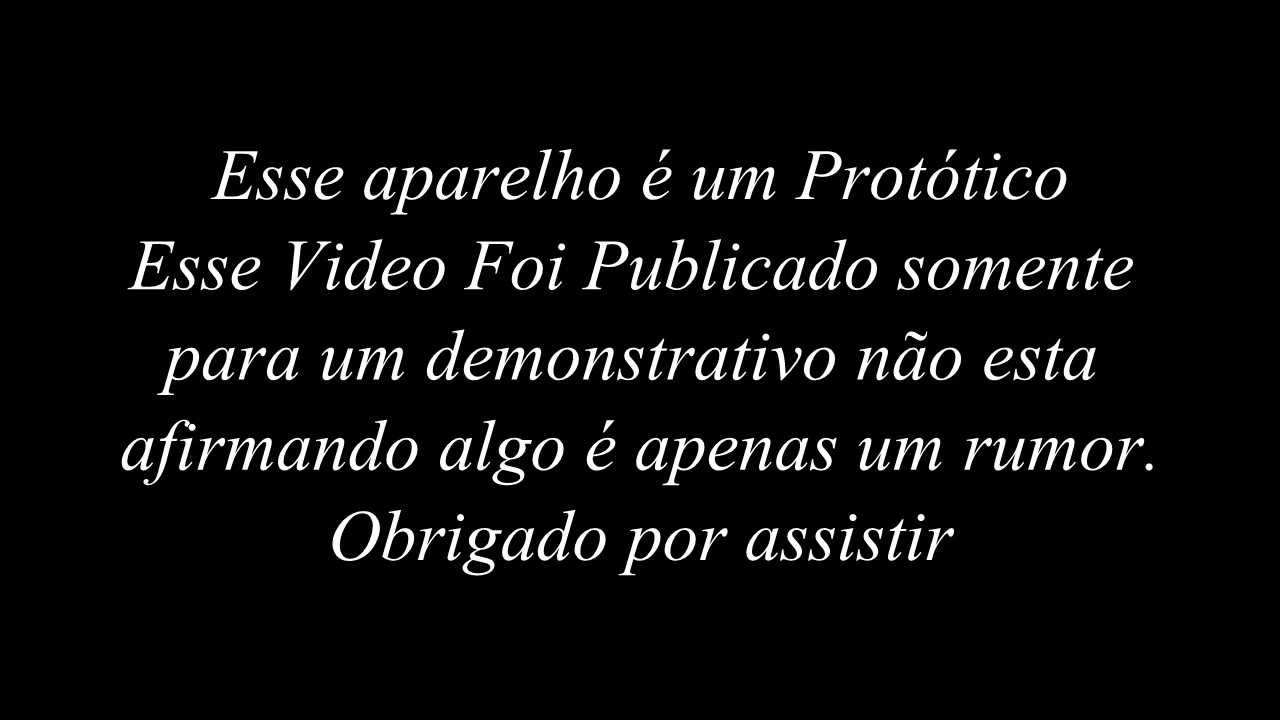 Esse aparelho é um Protótico
Esse Video Foi Publicado somente
para um demonstrativo não esta
afirmando algo é apenas um rumor.
Obrigado por assistir